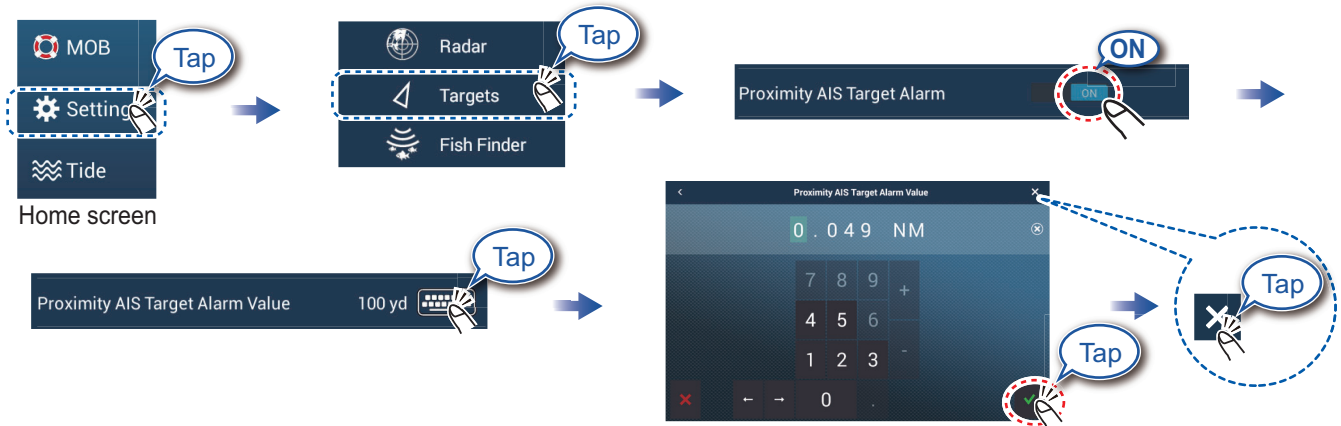 MOB
Tap
Settings
Tide
Home screen
Radar
Tap
Targets
Fish Finder
ON
Proximity AIS Target Alarm
ON
Proximity AIS Target Alarm Value
100 yd
Tap
Proximity AIS Target Alarm Value
0.049 NM
7 8 9 +
4 5 6
1 2 3 -
0 .
Tap
Tap